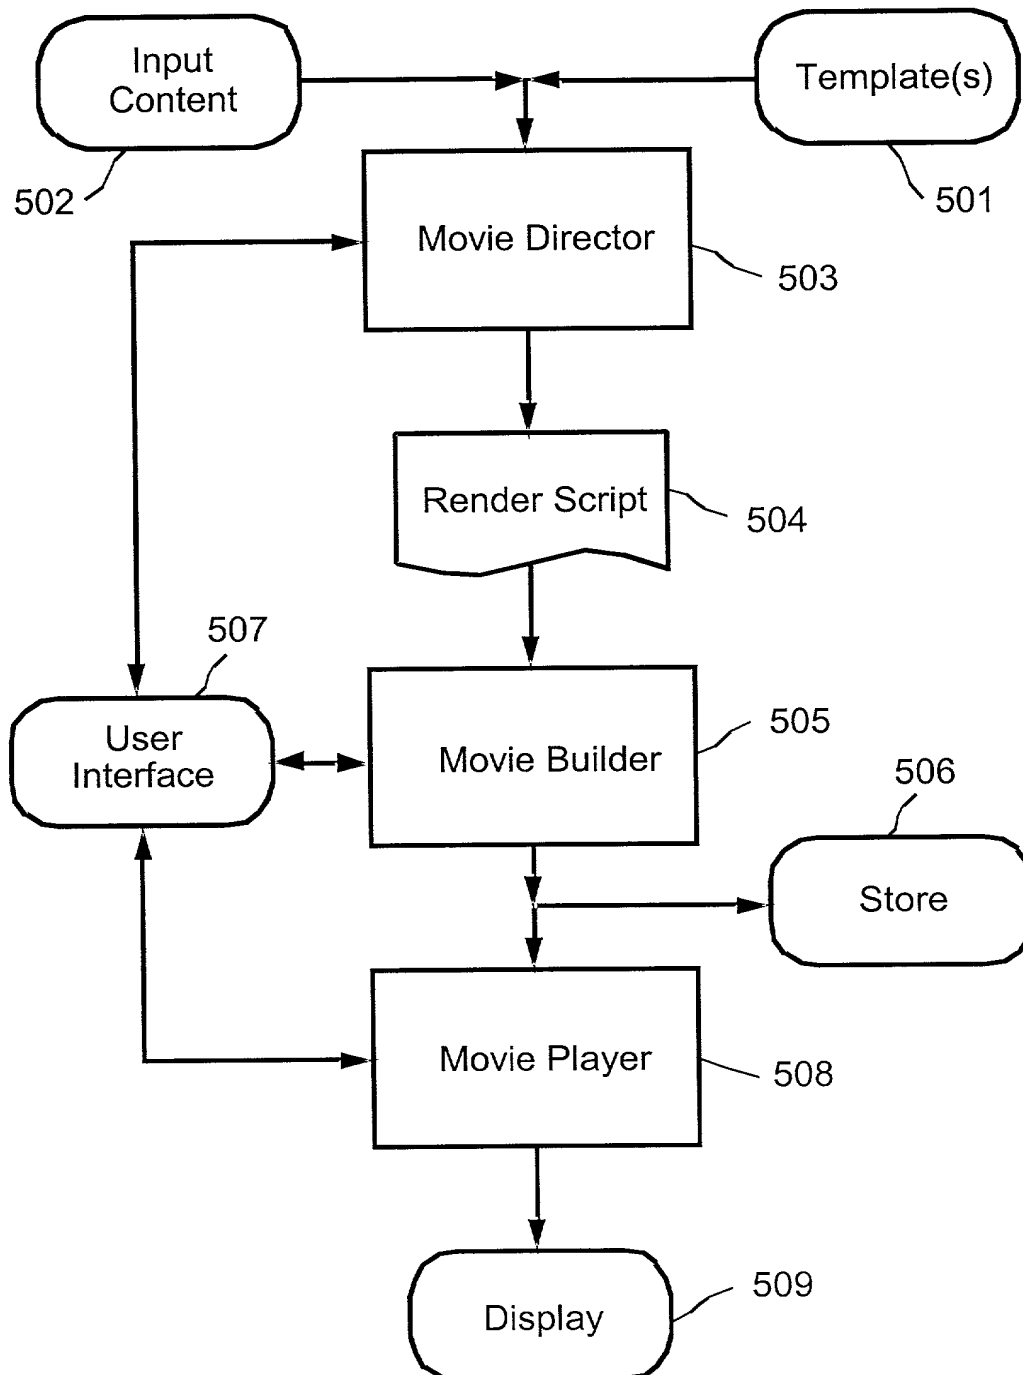 Input
Content
Template(s)
502
501
Movie Director
503
Render Script
504
507
User
Interface
Movie Builder
505
506
Store
Movie Player
508
Display
509